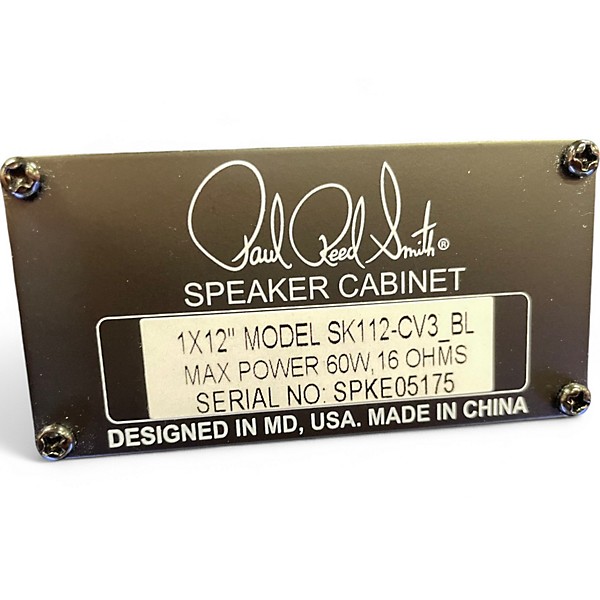 Paul Reed Smith®
SPEAKER CABINET
1X12" MODEL SK112-CV3_BL
MAX POWER 60W,16 OHMS
SERIAL NO: SPKE05175
DESIGNED IN MD, USA. MADE IN CHINA